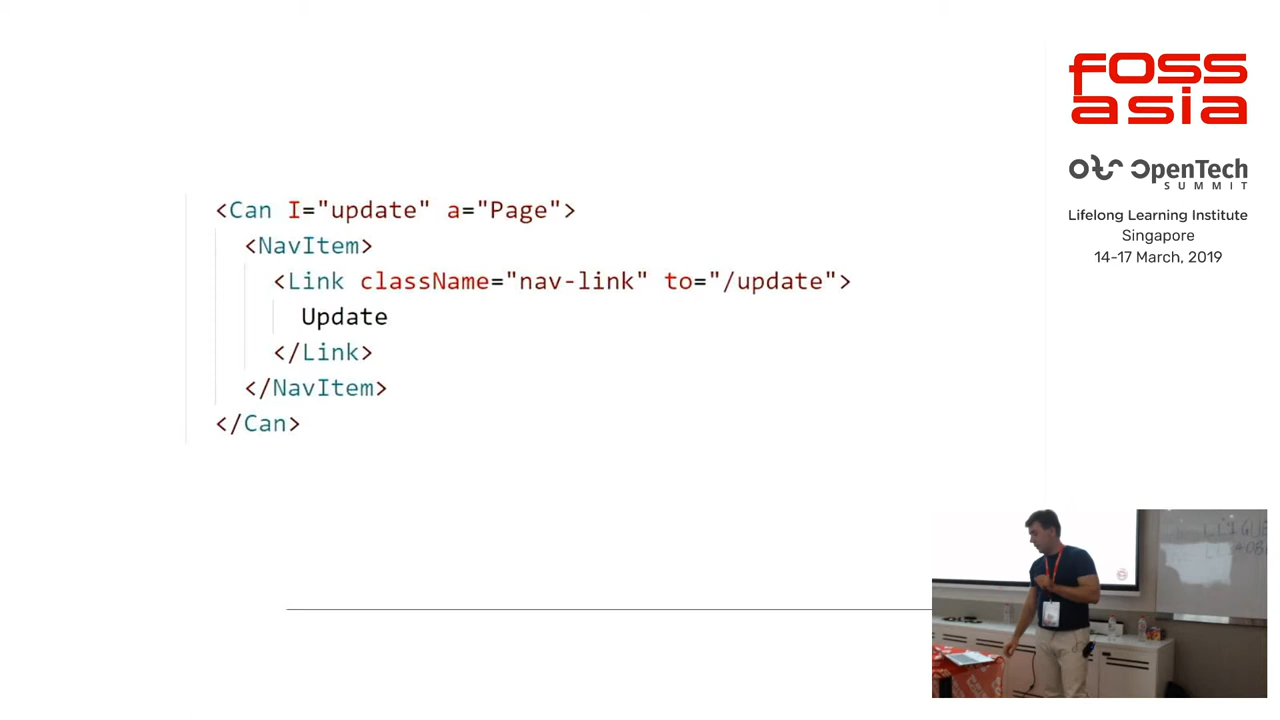 <Can I="update" a="Page">
<NavItem>
<Link className="nav-link" to="/update">
Update
</Link>
</NavItem>
</Can>
foss
asia
OpenTech
SUMMIT
Lifelong Learning Institute
Singapore
14-17 March, 2019